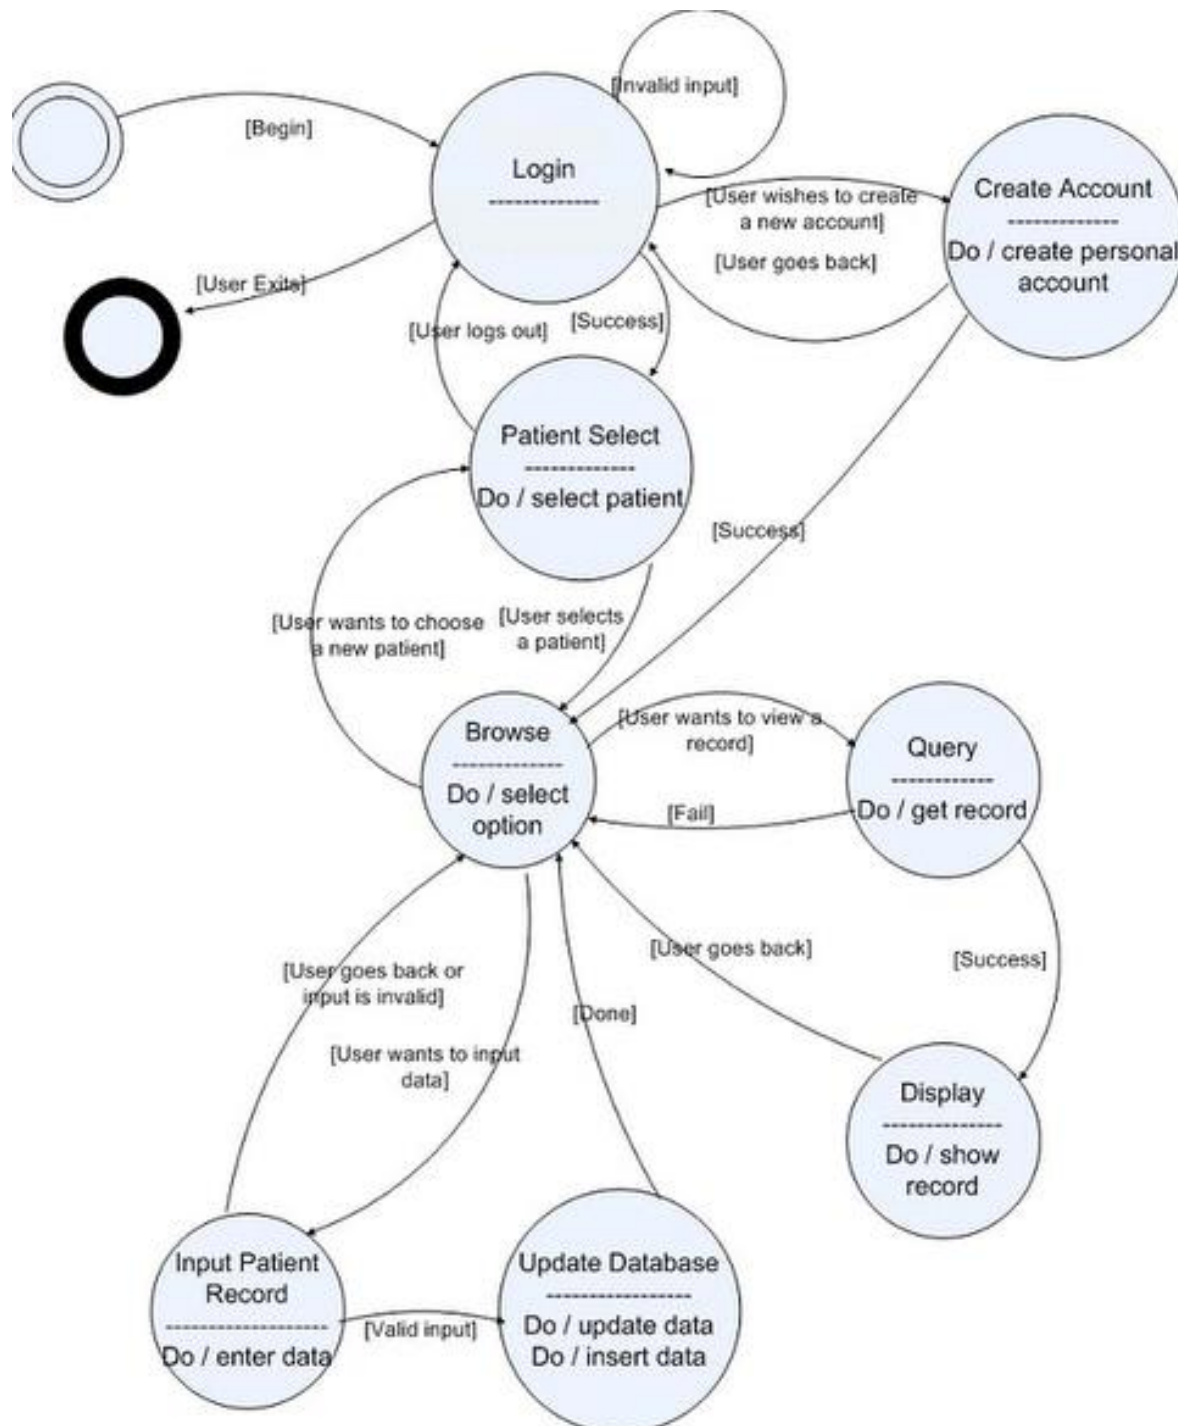 [Invalid input]
[Begin]
Login
-------------
[User wishes to create
a new account]
Create Account
-------------
Do / create personal
account
[User goes back]
[User Exits]
[User logs out]
[Success]
Patient Select
-------------
Do / select patient
[Success]
[User wants to choose
a new patient]
[User selects
a patient]
Browse
-------------
Do / select
option
[User wants to view a
record]
Query
------------
Do / get record
[Fail]
[User goes back]
[Success]
[User goes back or
input is invalid]
[Done]
[User wants to input
data]
Display
--------------
Do / show
record
Input Patient
Record
-------------------
Do / enter data
[Valid input]
Update Database
-----------------
Do / update data
Do / insert data